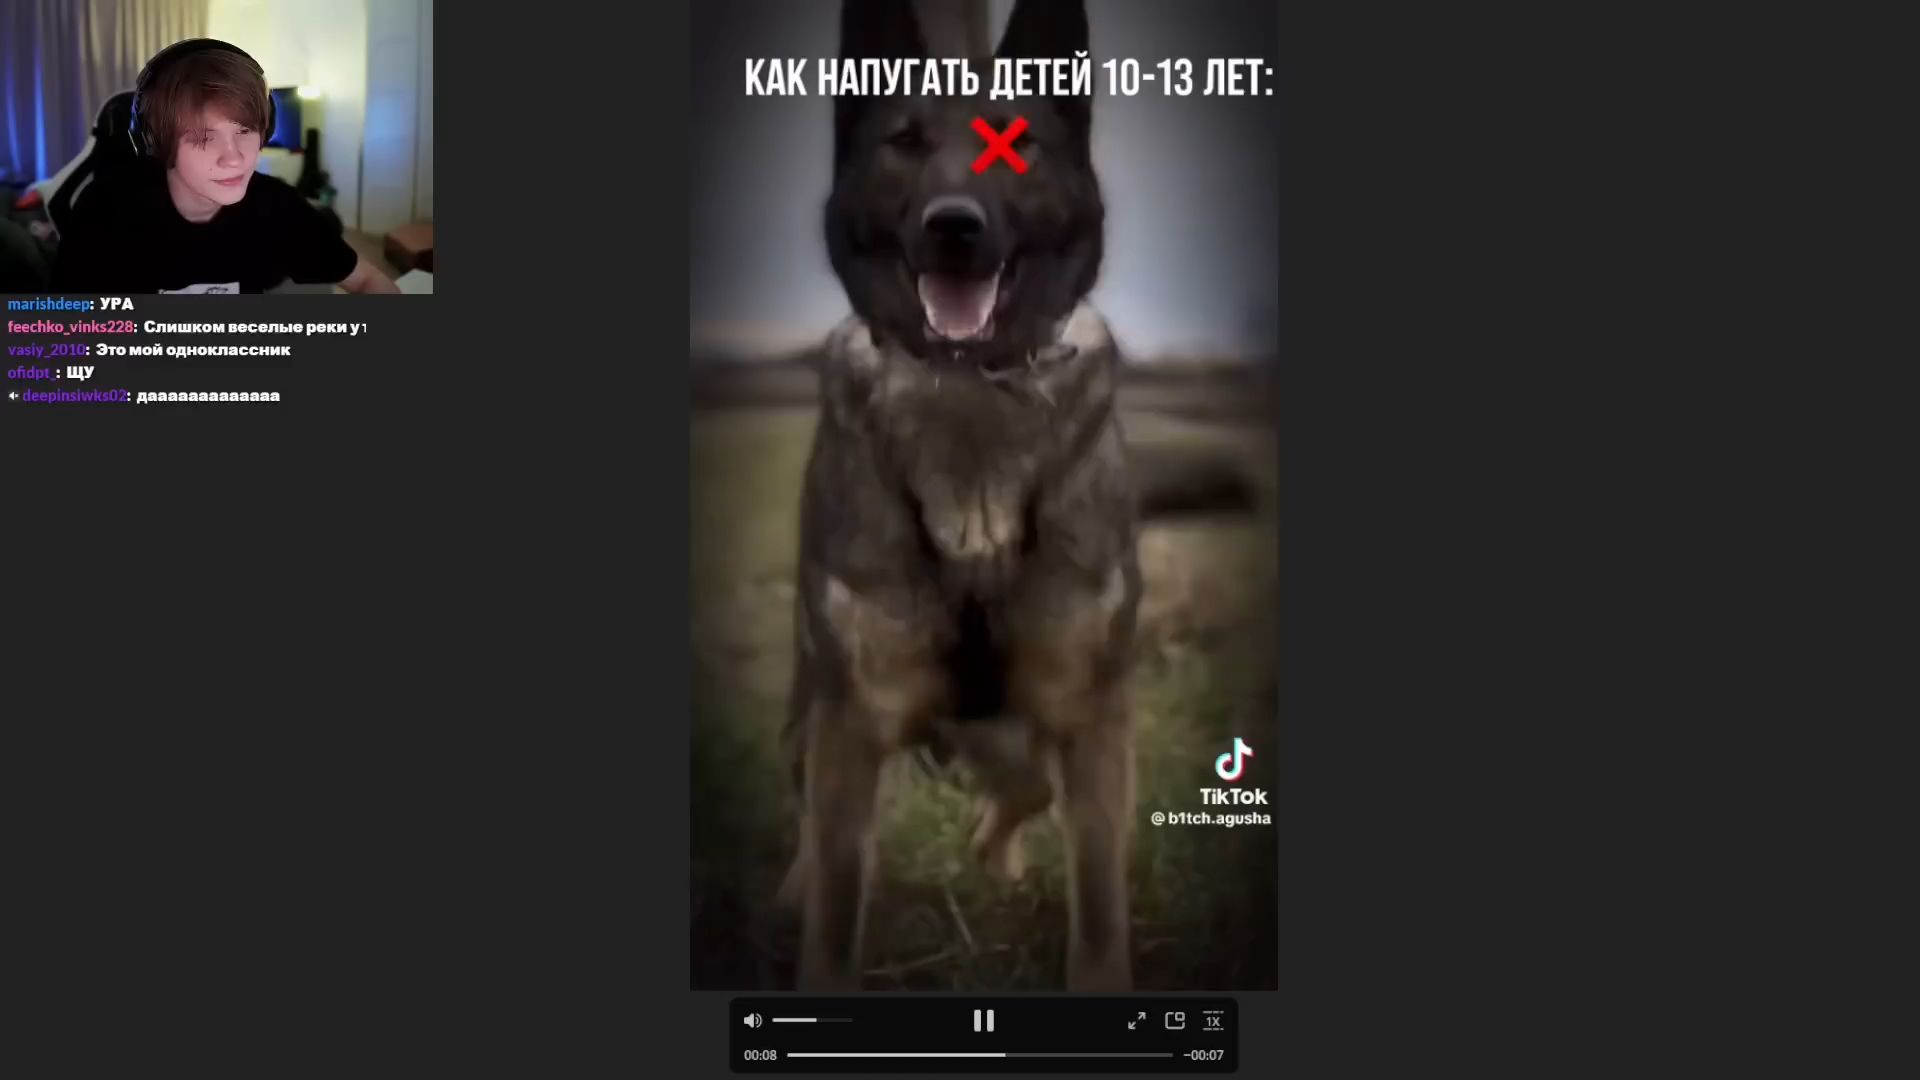 КАК НАПУГАТЬ ДЕТЕЙ 10-13 ЛЕТ:
marishdeep: УРА
feechko_vinks228: Слишком веселые реки у
vasiy_2010: Это мой одноклассник
ofidpt_: ЩУ
deepinsiwks02: даааааааааааааа
TikTok
@b1tch.agusha
1X
00:08
-00:07